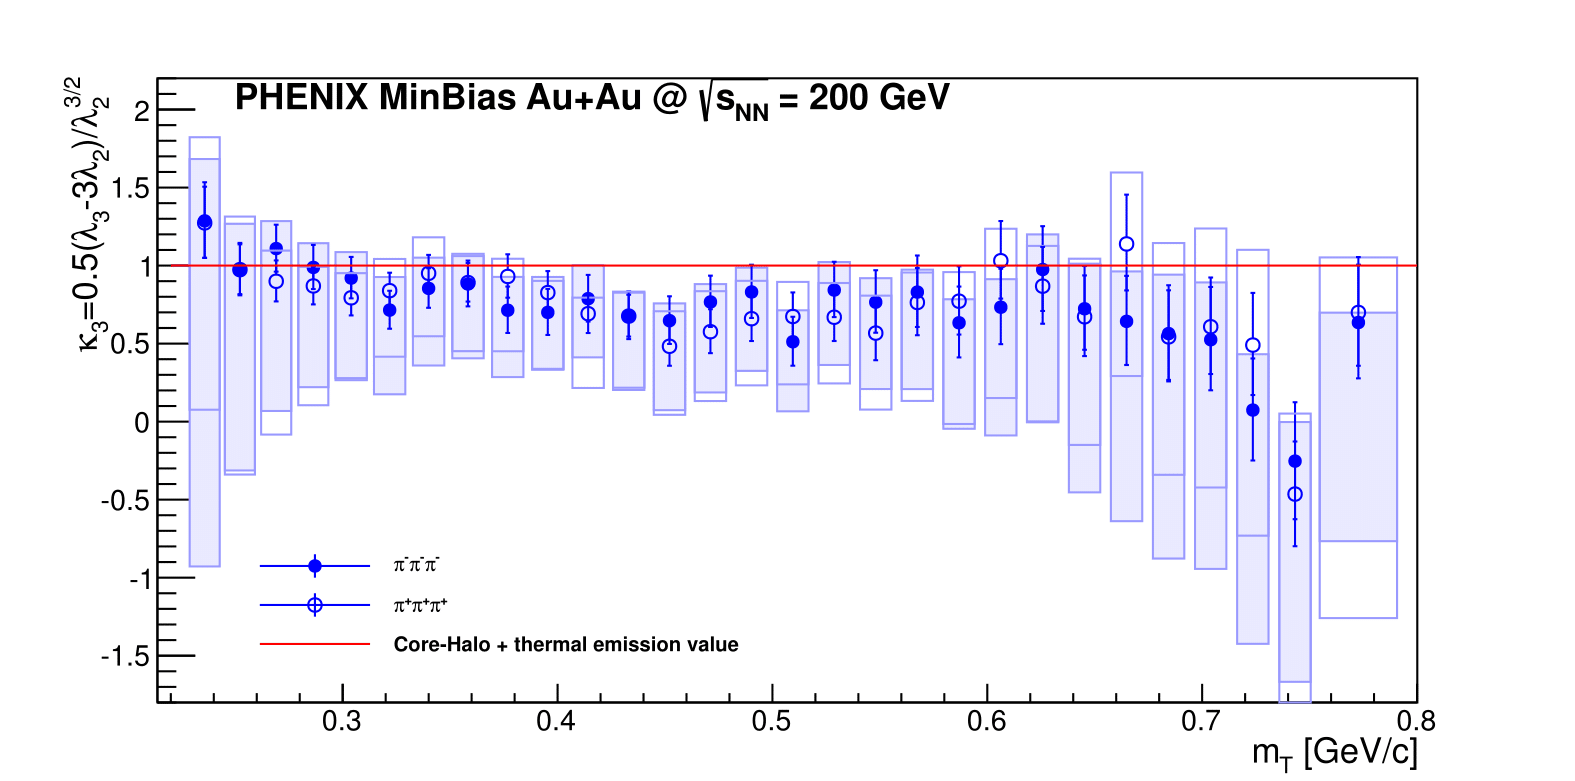 PHENIX MinBias Au+Au @ √sNN = 200 GeV
κ3=0.5(λ3-3λ2)/λ2^3/2
2
1.5
1
0.5
0
-0.5
-1
-1.5
π-π-π-
π+π+π+
Core-Halo + thermal emission value
0.3 0.4 0.5 0.6 0.7 0.8
mT [GeV/c]